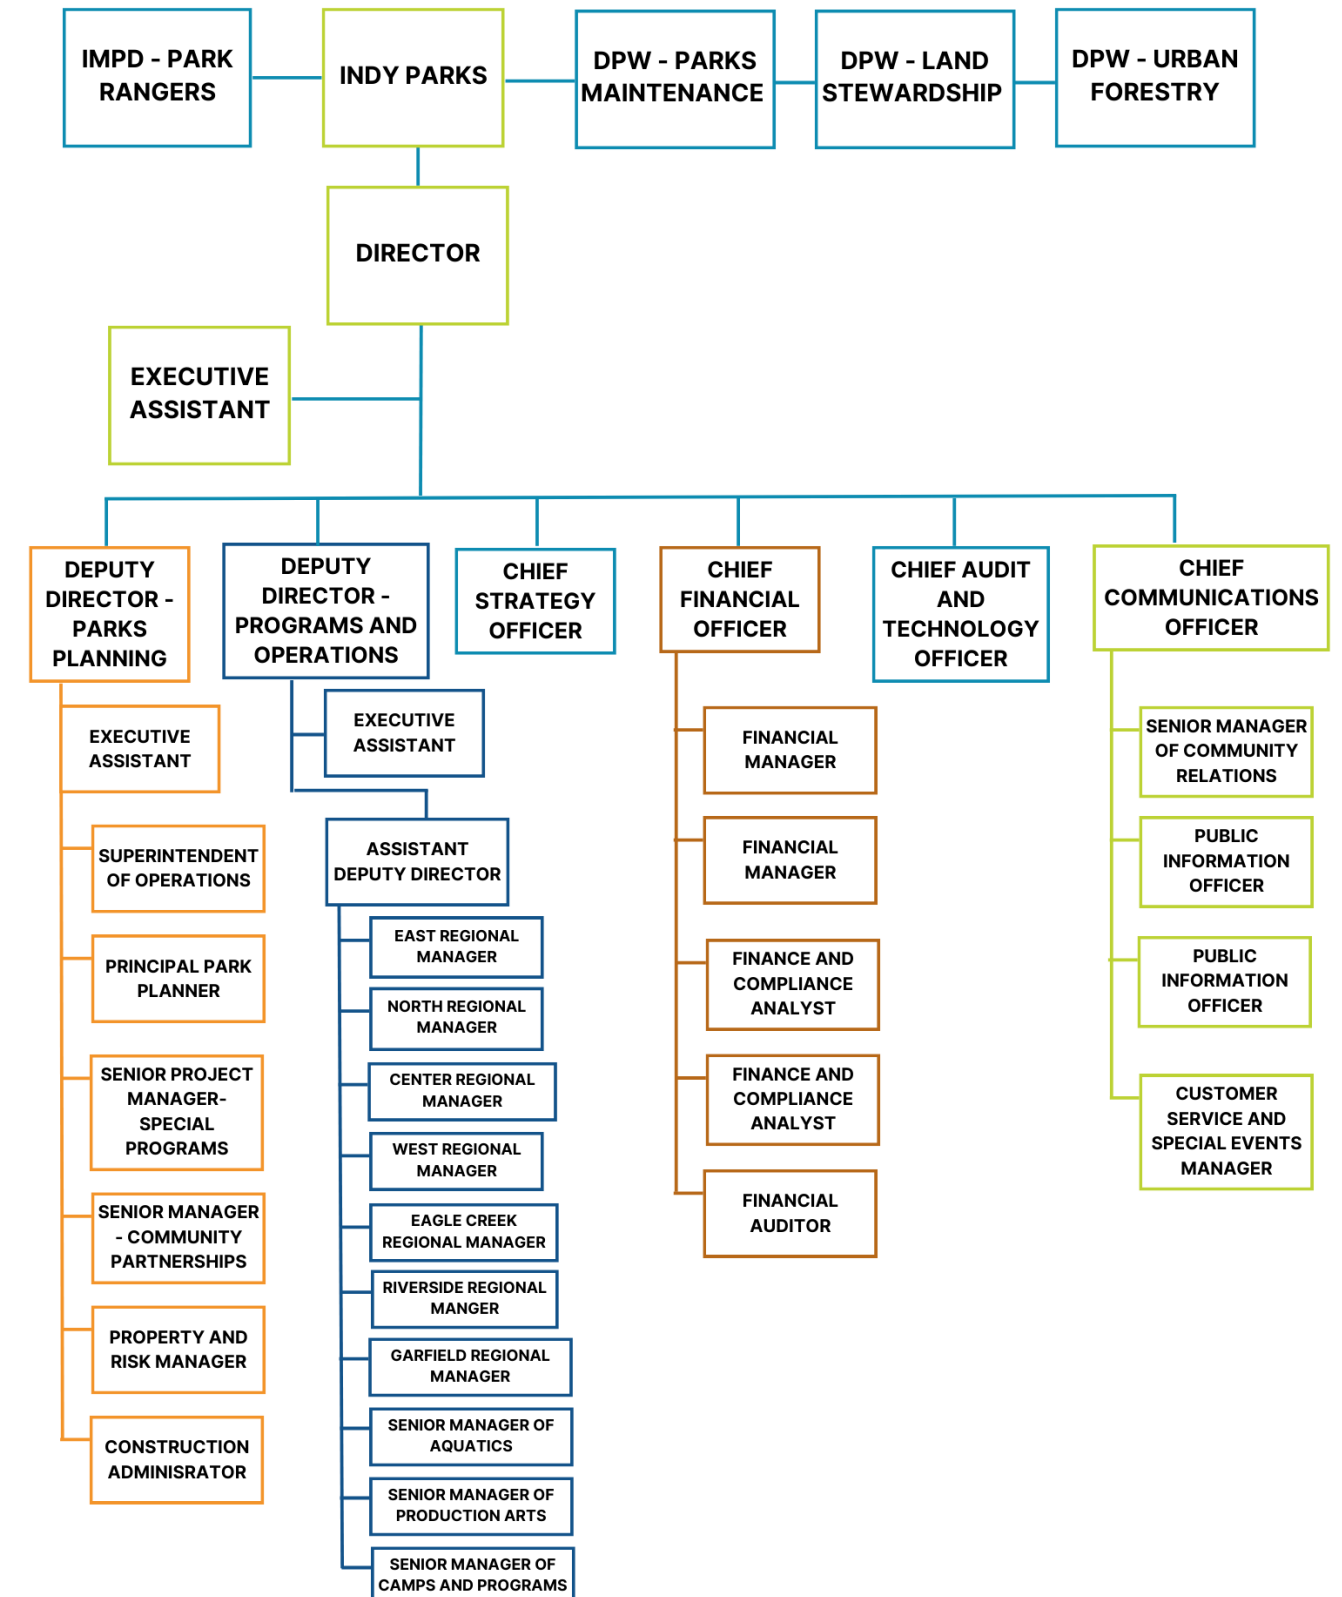 IMPD - PARK
RANGERS
INDY PARKS
DPW - PARKS
MAINTENANCE
DPW - LAND
STEWARDSHIP
DPW - URBAN
FORESTRY
DIRECTOR
EXECUTIVE
ASSISTANT
DEPUTY
DIRECTOR -
PARKS
PLANNING
EXECUTIVE
ASSISTANT
SUPERINTENDENT
OF OPERATIONS
PRINCIPAL PARK
PLANNER
SENIOR PROJECT
MANAGER-
SPECIAL
PROGRAMS
SENIOR MANAGER
- COMMUNITY
PARTNERSHIPS
PROPERTY AND
RISK MANAGER
CONSTRUCTION
ADMINISRATOR
DEPUTY
DIRECTOR -
PROGRAMS AND
OPERATIONS
EXECUTIVE
ASSISTANT
ASSISTANT
DEPUTY DIRECTOR
EAST REGIONAL
MANAGER
NORTH REGIONAL
MANAGER
CENTER REGIONAL
MANAGER
WEST REGIONAL
MANAGER
EAGLE CREEK
REGIONAL MANAGER
RIVERSIDE REGIONAL
MANGER
GARFIELD REGIONAL
MANAGER
SENIOR MANAGER OF
AQUATICS
SENIOR MANAGER OF
PRODUCTION ARTS
SENIOR MANAGER OF
CAMPS AND PROGRAMS
CHIEF
STRATEGY
OFFICER
CHIEF
FINANCIAL
OFFICER
FINANCIAL
MANAGER
FINANCIAL
MANAGER
FINANCE AND
COMPLIANCE
ANALYST
FINANCE AND
COMPLIANCE
ANALYST
FINANCIAL
AUDITOR
CHIEF AUDIT
AND
TECHNOLOGY
OFFICER
CHIEF
COMMUNICATIONS
OFFICER
SENIOR MANAGER
OF COMMUNITY
RELATIONS
PUBLIC
INFORMATION
OFFICER
PUBLIC
INFORMATION
OFFICER
CUSTOMER
SERVICE AND
SPECIAL EVENTS
MANAGER